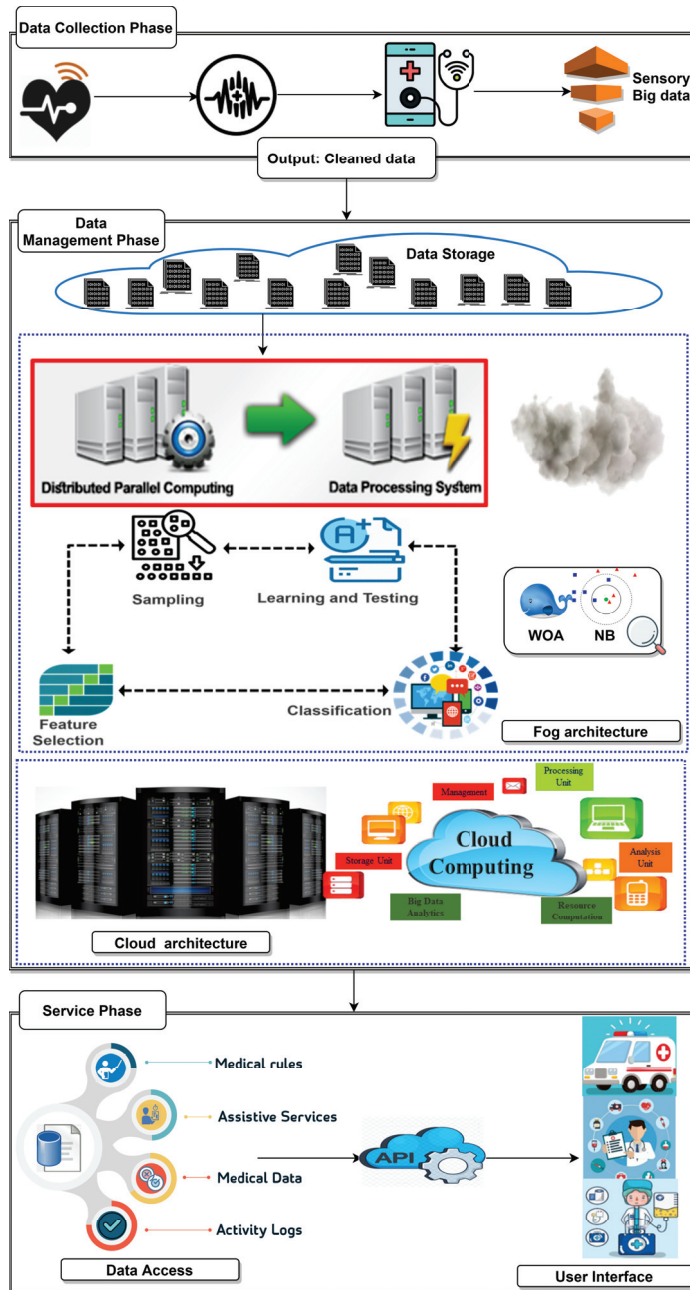 Data Collection Phase
Sensory
Big data
Output: Cleaned data
Data
Management Phase
Data Storage
Distributed Parallel Computing
Data Processing System
Sampling
Learning and Testing
A+
WOA
NB
Feature
Selection
Classification
Fog architecture
Processing
Unit
Management
Cloud
Computing
Storage Unit
Analysis
Unit
Big Data
Analytics
Resource
Computation
Cloud architecture
Service Phase
Medical rules
Assistive Services
API
Medical Data
Activity Logs
Data Access
User Interface